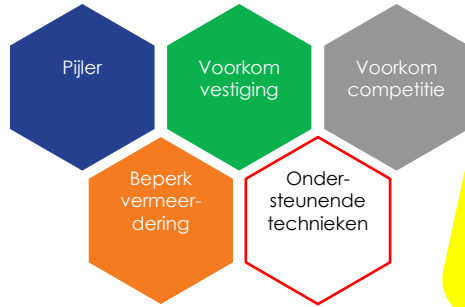 Pijler
Voorkom
vestiging
Voorkom
competitie
Beperk
vermeer-
dering
Onder-
steunende
technieken